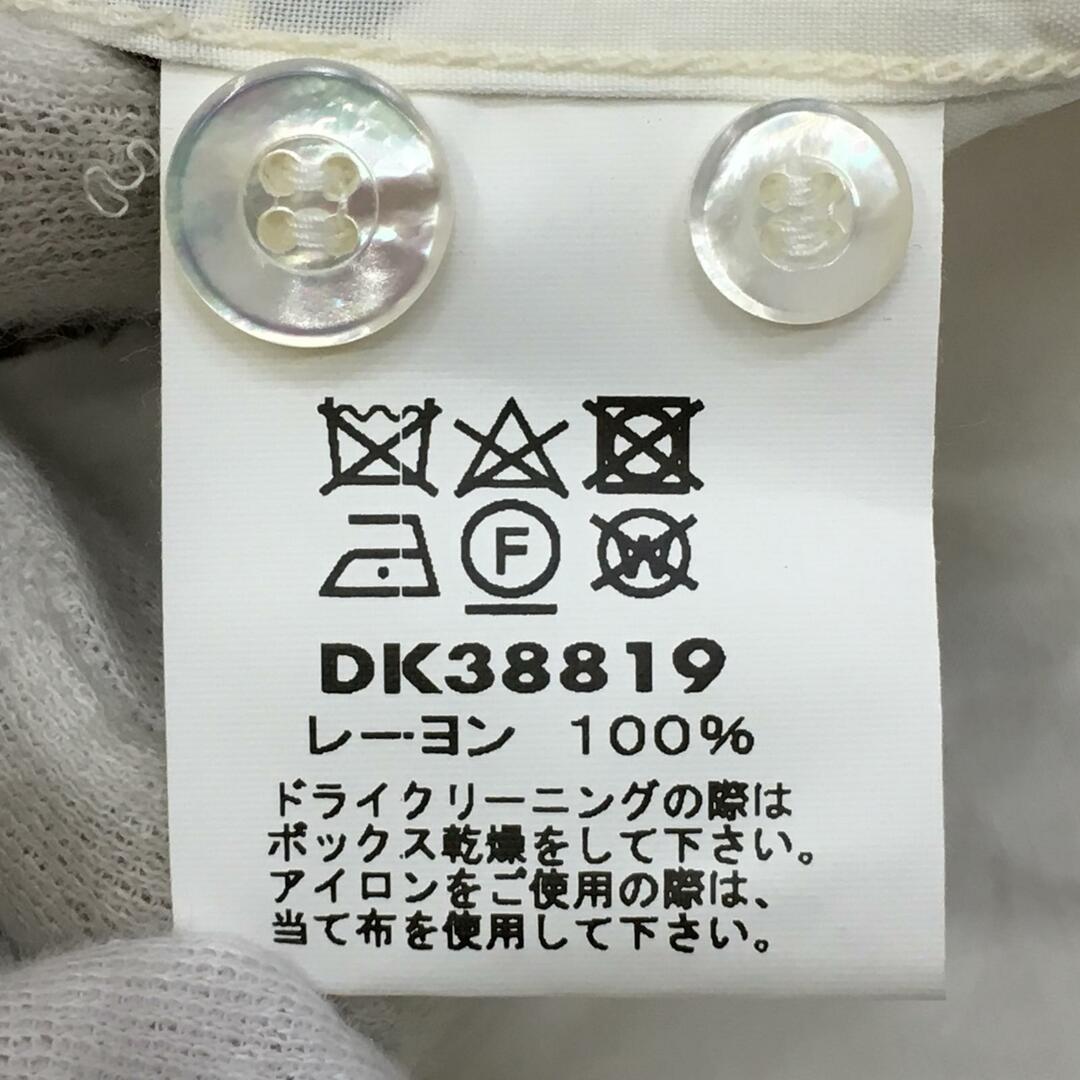 F
W
DK38819
レーヨン 100%
ドライクリーニングの際は
ボックス乾燥をして下さい。
アイロンをご使用の際は、
当て布を使用して下さい。